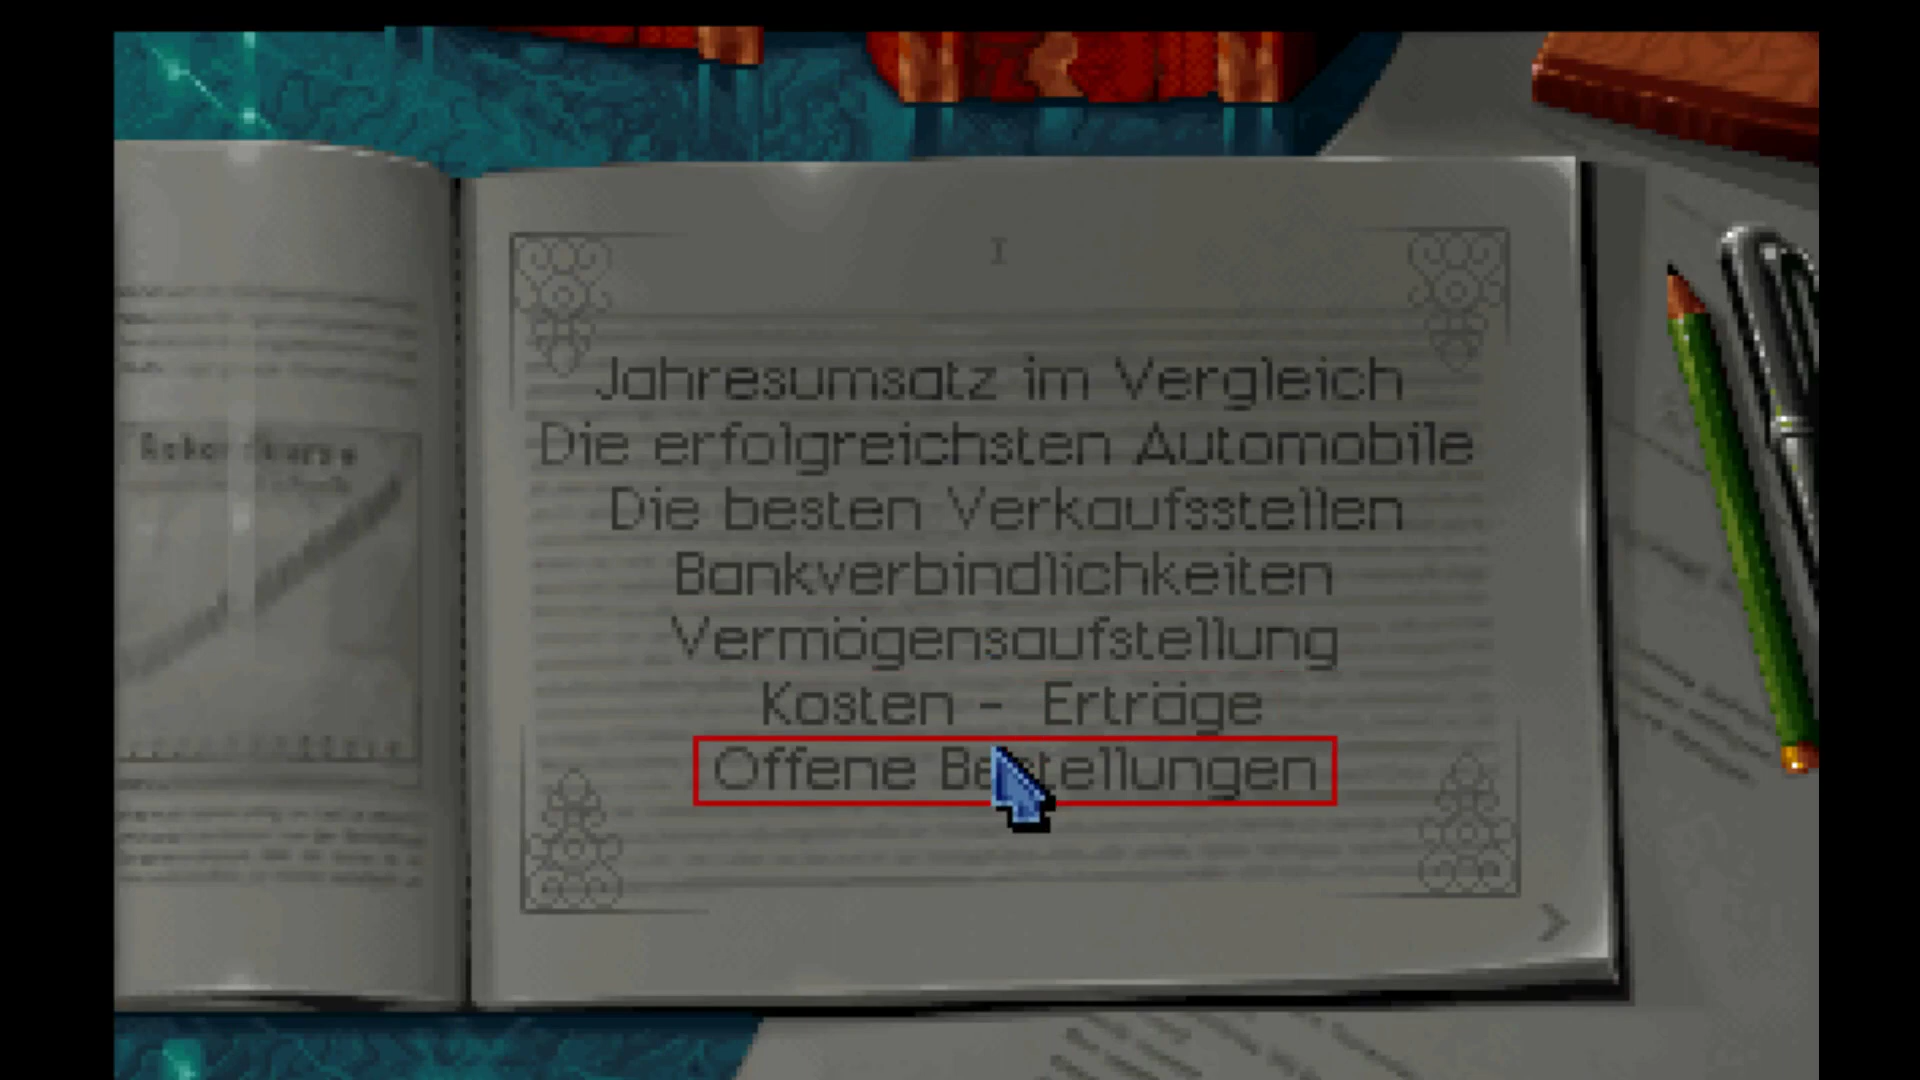 I
Jahresumsatz im Vergleich
Die erfolgreichsten Automobile
Die besten Verkaufsstellen
Bankverbindlichkeiten
Vermögensaufstellung
Kosten - Erträge
Offene Bestellungen
>